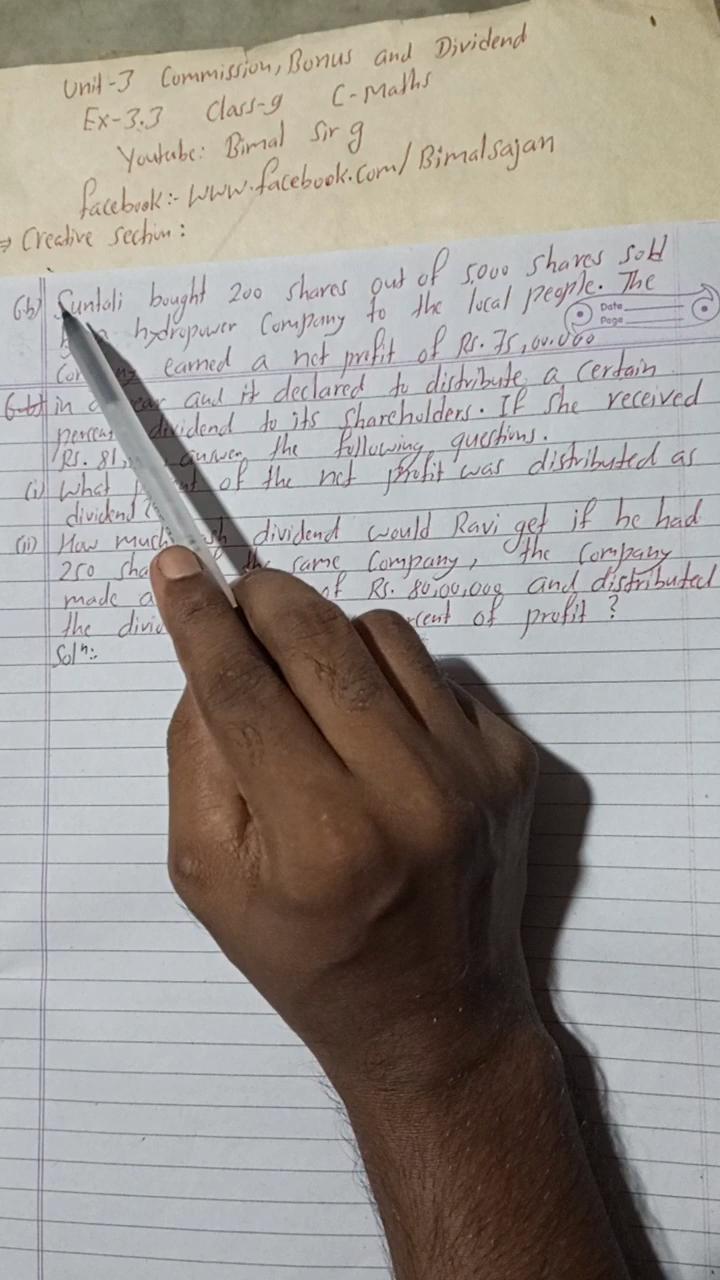 Unit-3 Commission, Bonus and Dividend
Ex-3.3 Class-9 C-Maths
Youtube: Bimal Sir g
facebook:- www.facebook.com/Bimalsajan
⇒ Creative section:
6.b) Suntali bought 200 shares out of 5,000 shares sold
hydropower Company to the local people. The
Date
Page
earned a net profit of Rs. 75,00,000
in a year and it declared to distribute a certain
percent dividend to its shareholders. If she received
Rs. 81, answer the following questions.
(i) What of the net profit was distributed as
dividend
(ii) How much dividend would Ravi get if he had
250 the same Company, the company
made a of Rs. 80,00,000 and distributed
the of profit?
Solⁿ: